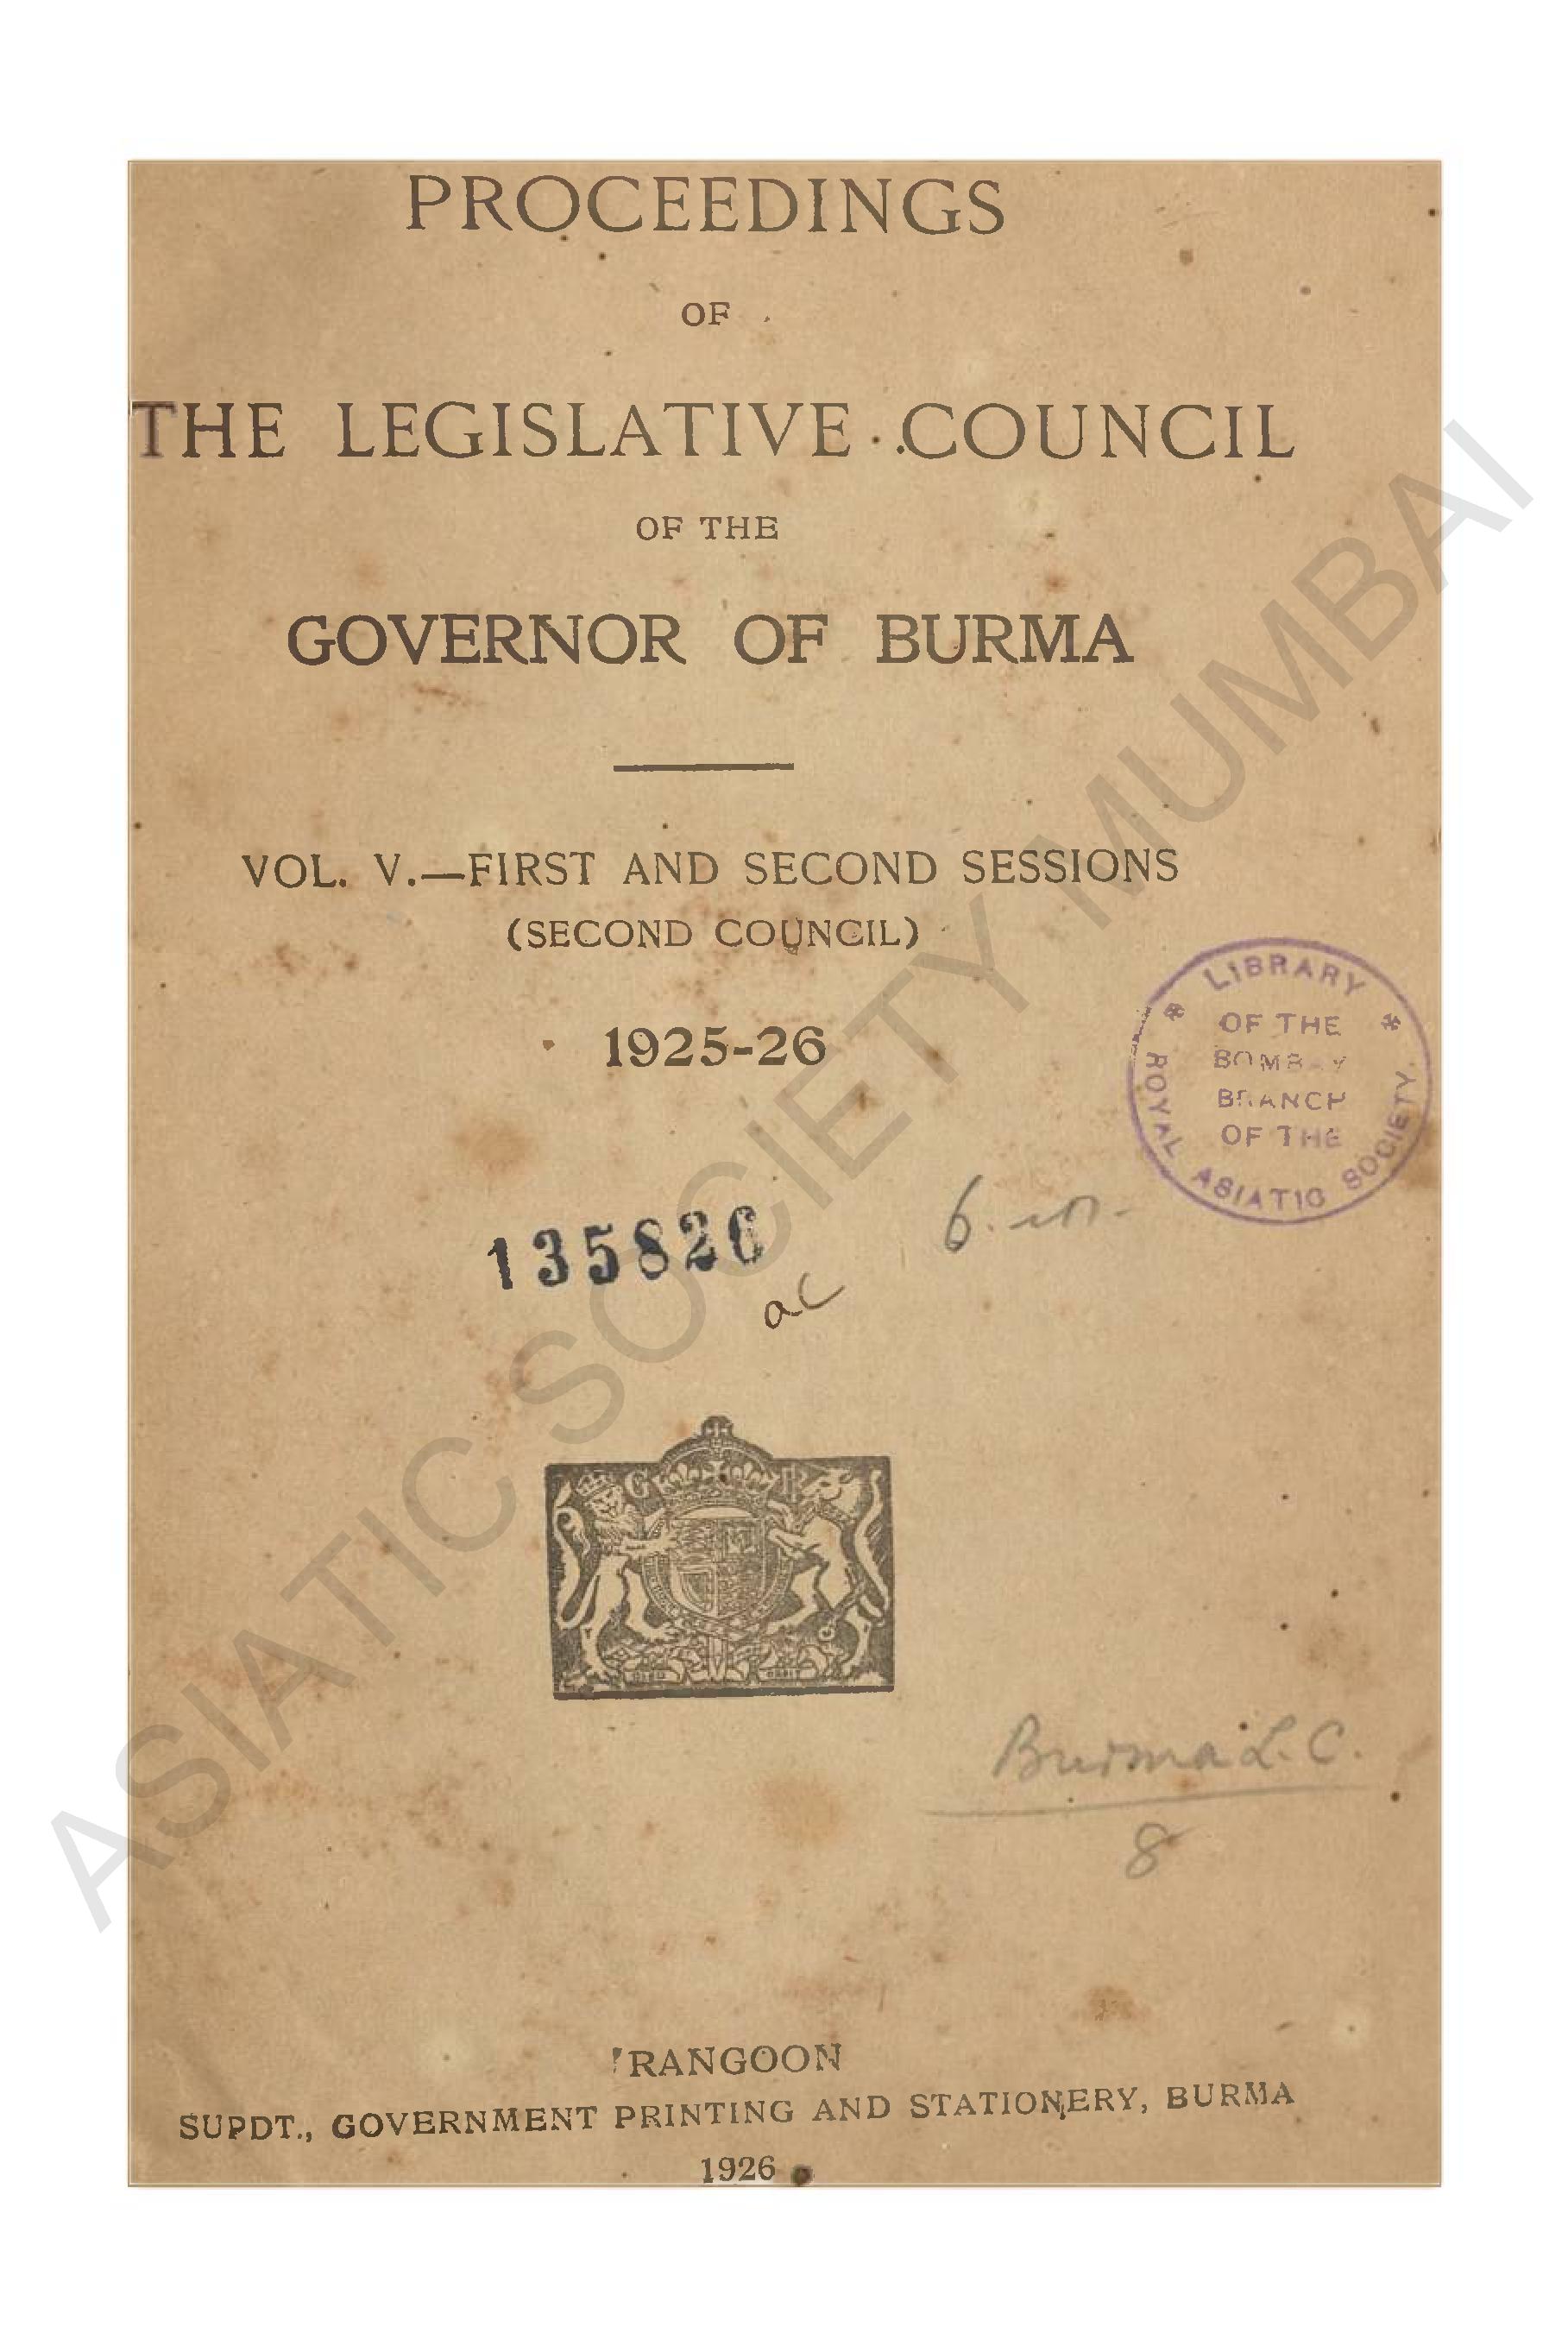 PROCEEDINGS
OF
THE LEGISLATIVE COUNCIL
OF THE
GOVERNOR OF BURMA
VOL. V.—FIRST AND SECOND SESSIONS
(SECOND COUNCIL)
1925-26
LIBRARY
OF THE
BOMBAY
BRANCH
OF THE
ROYAL ASIATIC SOCIETY.
135826
6.
ac
G R
Burma L. C.
8
RANGOON
SUPDT., GOVERNMENT PRINTING AND STATIONERY, BURMA
1926
ASIATIC SOCIETY MUMBAI